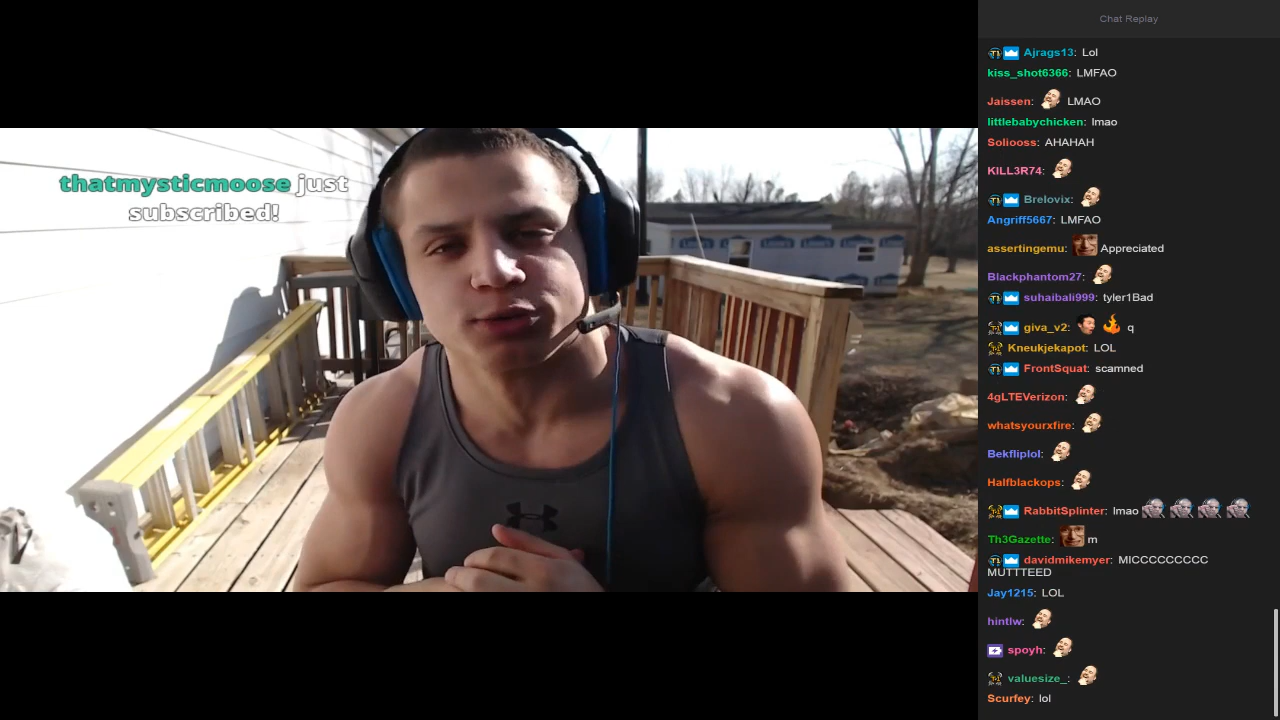 Chat Replay
thatmysticmoose just
subscribed!
Ajrags13: Lol
kiss_shot6366: LMFAO
Jaissen: LMAO
littlebabychicken: lmao
Soliooss: AHAHAH
KILL3R74:
Brelovix:
Angriff5667: LMFAO
assertingemu: Appreciated
Blackphantom27:
suhaibali999: tyler1Bad
giva_v2: q
Kneukjekapot: LOL
FrontSquat: scamned
4gLTEVerizon:
whatsyourxfire:
Bekfliplol:
Halfblackops:
RabbitSplinter: lmao
Th3Gazette: m
davidmikemyer: MICCCCCCCCC
MUTTTEED
Jay1215: LOL
hintlw:
spoyh:
valuesize_:
Scurfey: lol